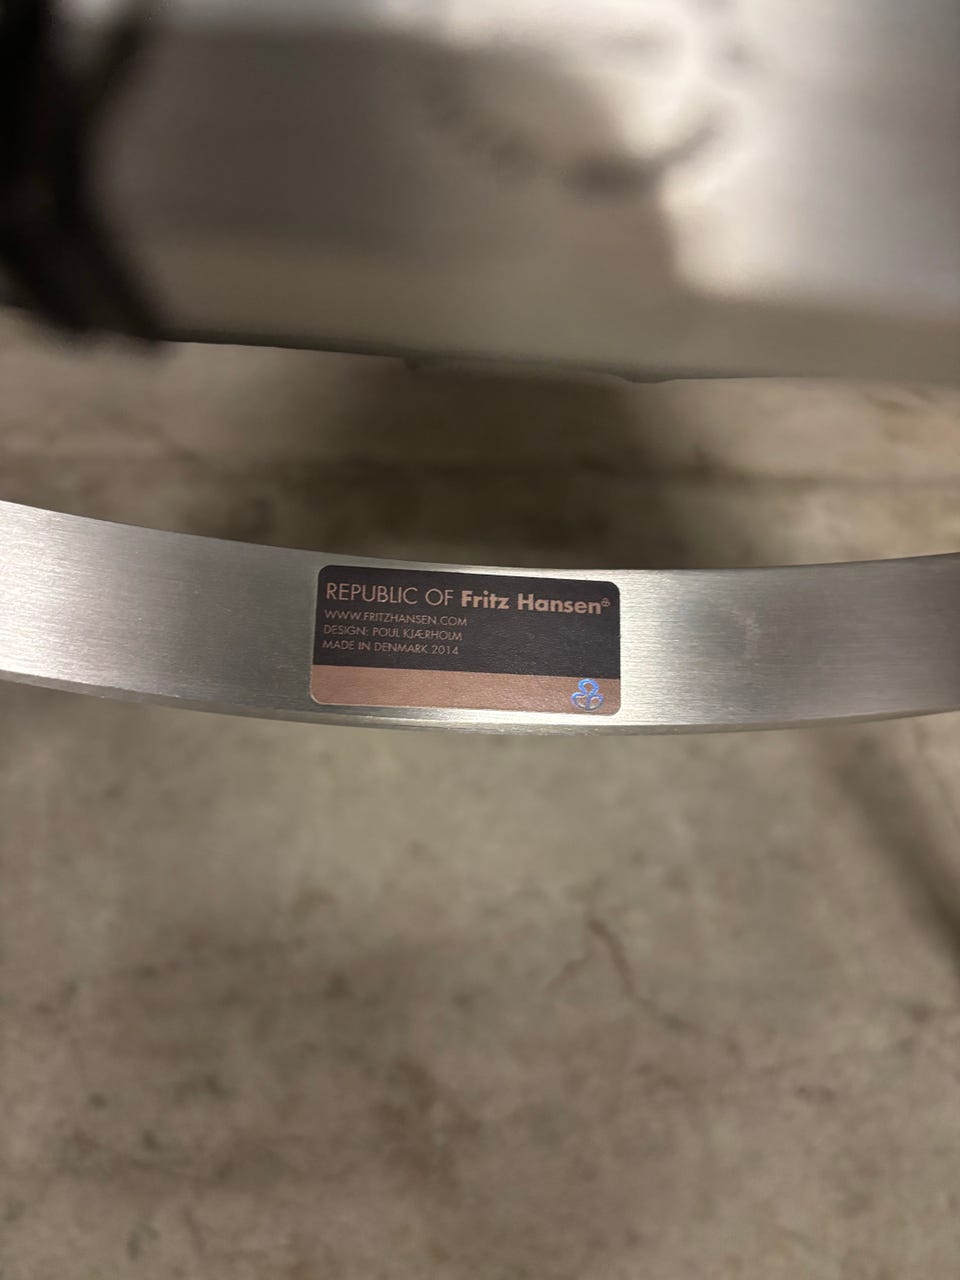 REPUBLIC OF Fritz Hansen®
WWW.FRITZHANSEN.COM
DESIGN: POUL KJÆRHOLM
MADE IN DENMARK 2014